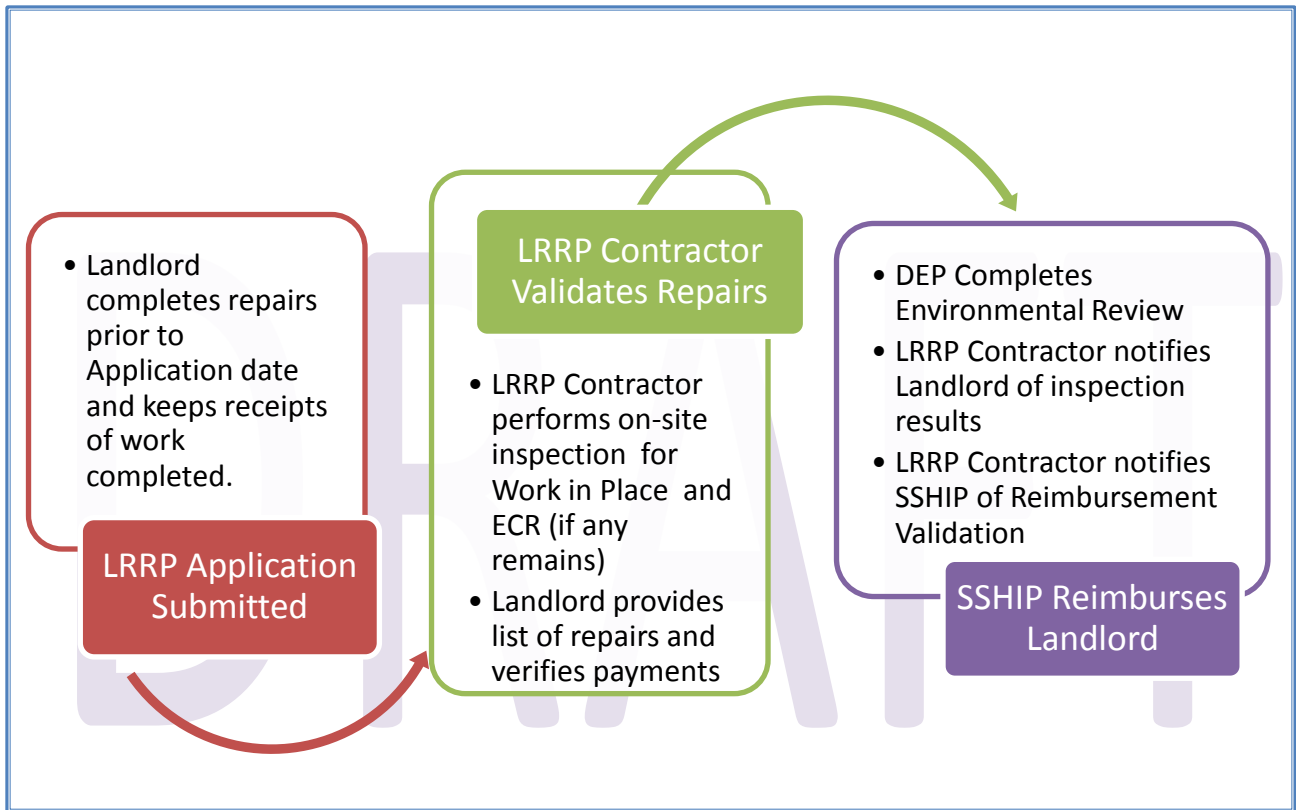 • Landlord
completes repairs
prior to
Application date
and keeps receipts
of work
completed.
LRRP Application
Submitted
LRRP Contractor
Validates Repairs
• LRRP Contractor
performs on-site
inspection for
Work in Place and
ECR (if any
remains)
• Landlord provides
list of repairs and
verifies payments
• DEP Completes
Environmental Review
• LRRP Contractor notifies
Landlord of inspection
results
• LRRP Contractor notifies
SSHIP of Reimbursement
Validation
SSHIP Reimburses
Landlord
DRAFT